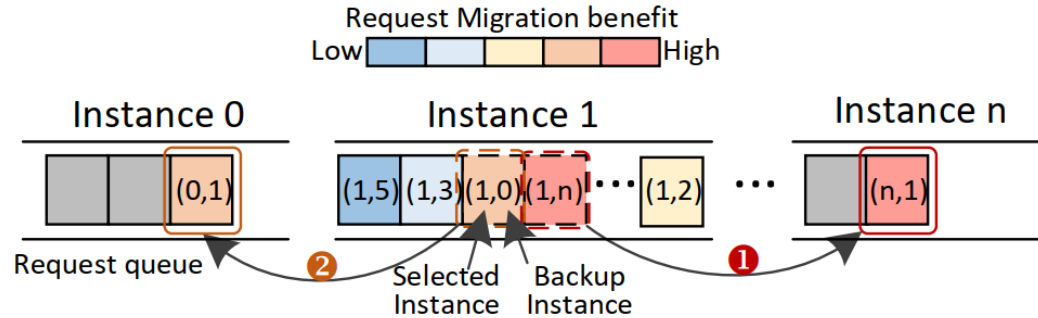 Request Migration benefit
Low High
Instance 0 Instance 1 Instance n
(0,1) (1,5) (1,3) (1,0) (1,n) ··· (1,2) ··· (n,1)
Request queue 2 Selected Instance Backup Instance 1